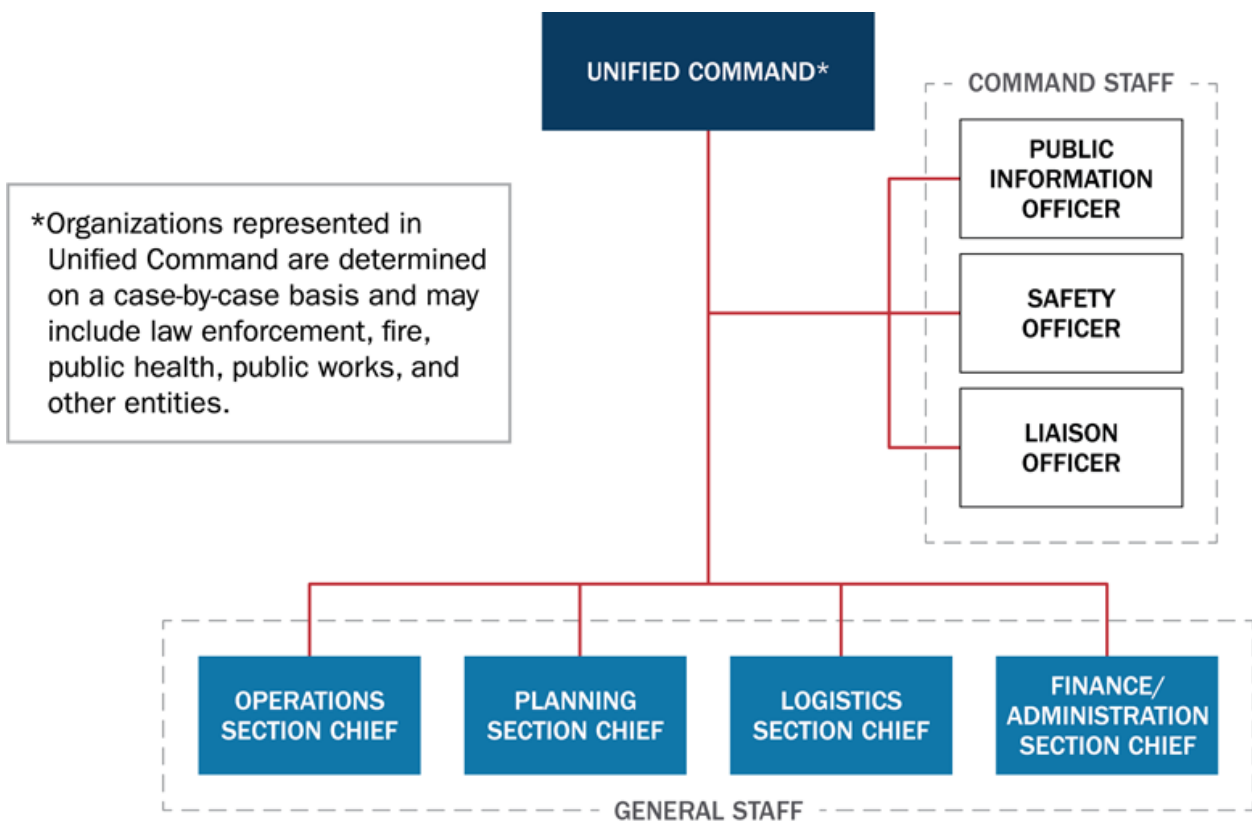 UNIFIED COMMAND*
COMMAND STAFF
PUBLIC
INFORMATION
OFFICER
SAFETY
OFFICER
LIAISON
OFFICER
*Organizations represented in
Unified Command are determined
on a case-by-case basis and may
include law enforcement, fire,
public health, public works, and
other entities.
OPERATIONS
SECTION CHIEF
PLANNING
SECTION CHIEF
LOGISTICS
SECTION CHIEF
FINANCE/
ADMINISTRATION
SECTION CHIEF
GENERAL STAFF